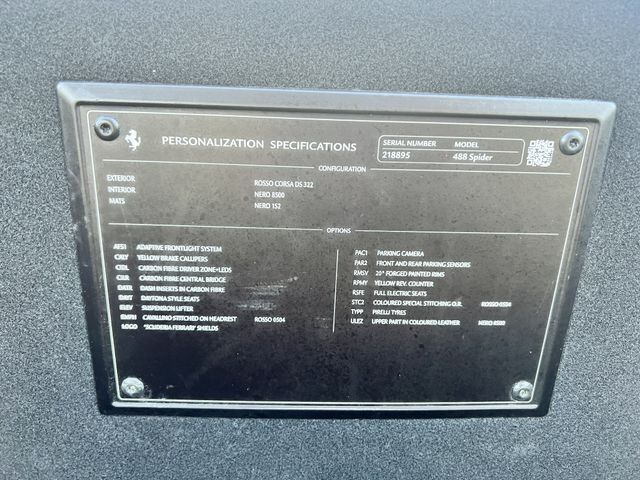 PERSONALIZATION SPECIFICATIONS
SERIAL NUMBER MODEL
218895 488 Spider
CONFIGURATION
EXTERIOR ROSSO CORSA DS 322
INTERIOR NERO 8500
MATS NERO 152
OPTIONS
AFS1 ADAPTIVE FRONTLIGHT SYSTEM
CALY YELLOW BRAKE CALLIPERS
CFDL CARBON FIBRE DRIVER ZONE+LEDS
CARBON FIBRE CENTRAL BRIDGE
DATR DASH INSERTS IN CARBON FIBRE
DAYT DAYTONA STYLE SEATS
SUSPENSION LIFTER
EMPH CAVALLINO STITCHED ON HEADREST ROSSO 0504
LOGO "SCUDERIA FERRARI" SHIELDS
PAC1 PARKING CAMERA
PAR2 FRONT AND REAR PARKING SENSORS
RMSV 20" FORGED PAINTED RIMS
RPMY YELLOW REV. COUNTER
RSFE FULL ELECTRIC SEATS
STC2 COLOURED SPECIAL STITCHING O.R. ROSSO 0504
TYPP PIRELLI TYRES
ULEZ UPPER PART IN COLOURED LEATHER NERO 8500